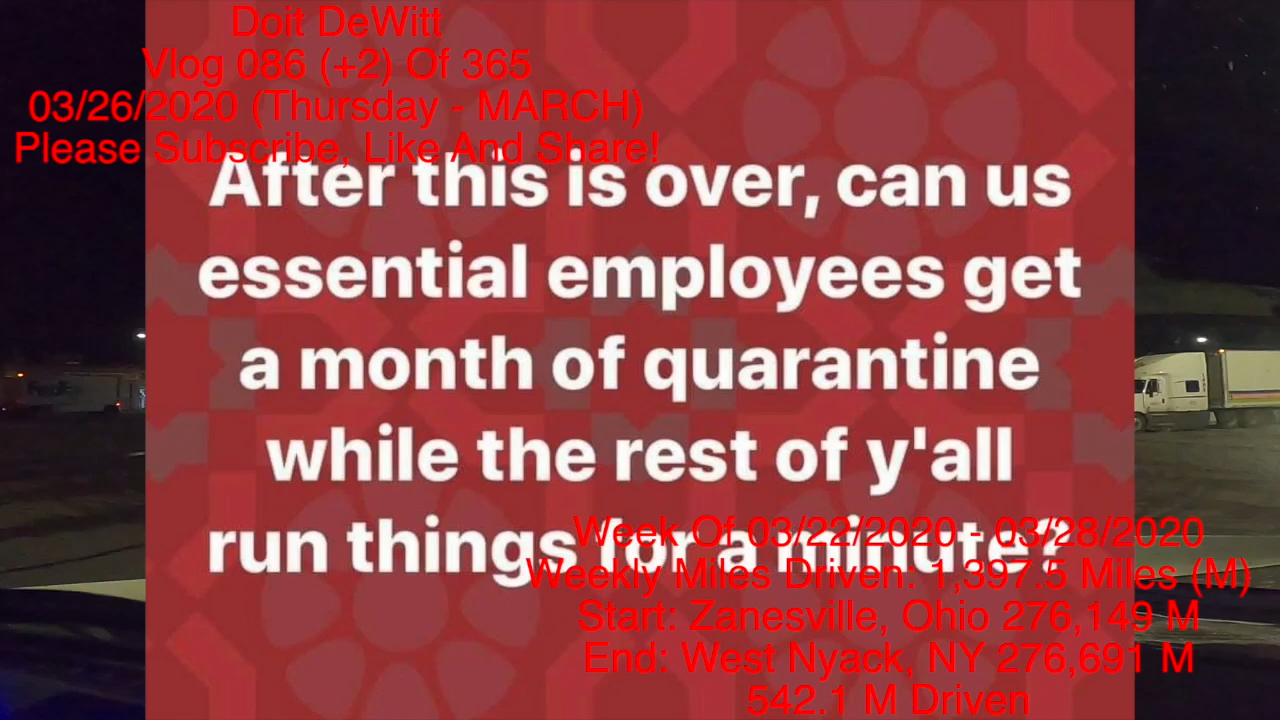 Doit DeWitt
Vlog 086 (+2) Of 365
03/26/2020 (Thursday - MARCH)
Please Subscribe, Like And Share!
After this is over, can us
essential employees get
a month of quarantine
while the rest of y'all
run things for a minute?
Week Of 03/22/2020 - 03/28/2020
Weekly Miles Driven: 1,397.5 Miles (M)
Start: Zanesville, Ohio 276,149 M
End: West Nyack, NY 276,691 M
542.1 M Driven
FedEx